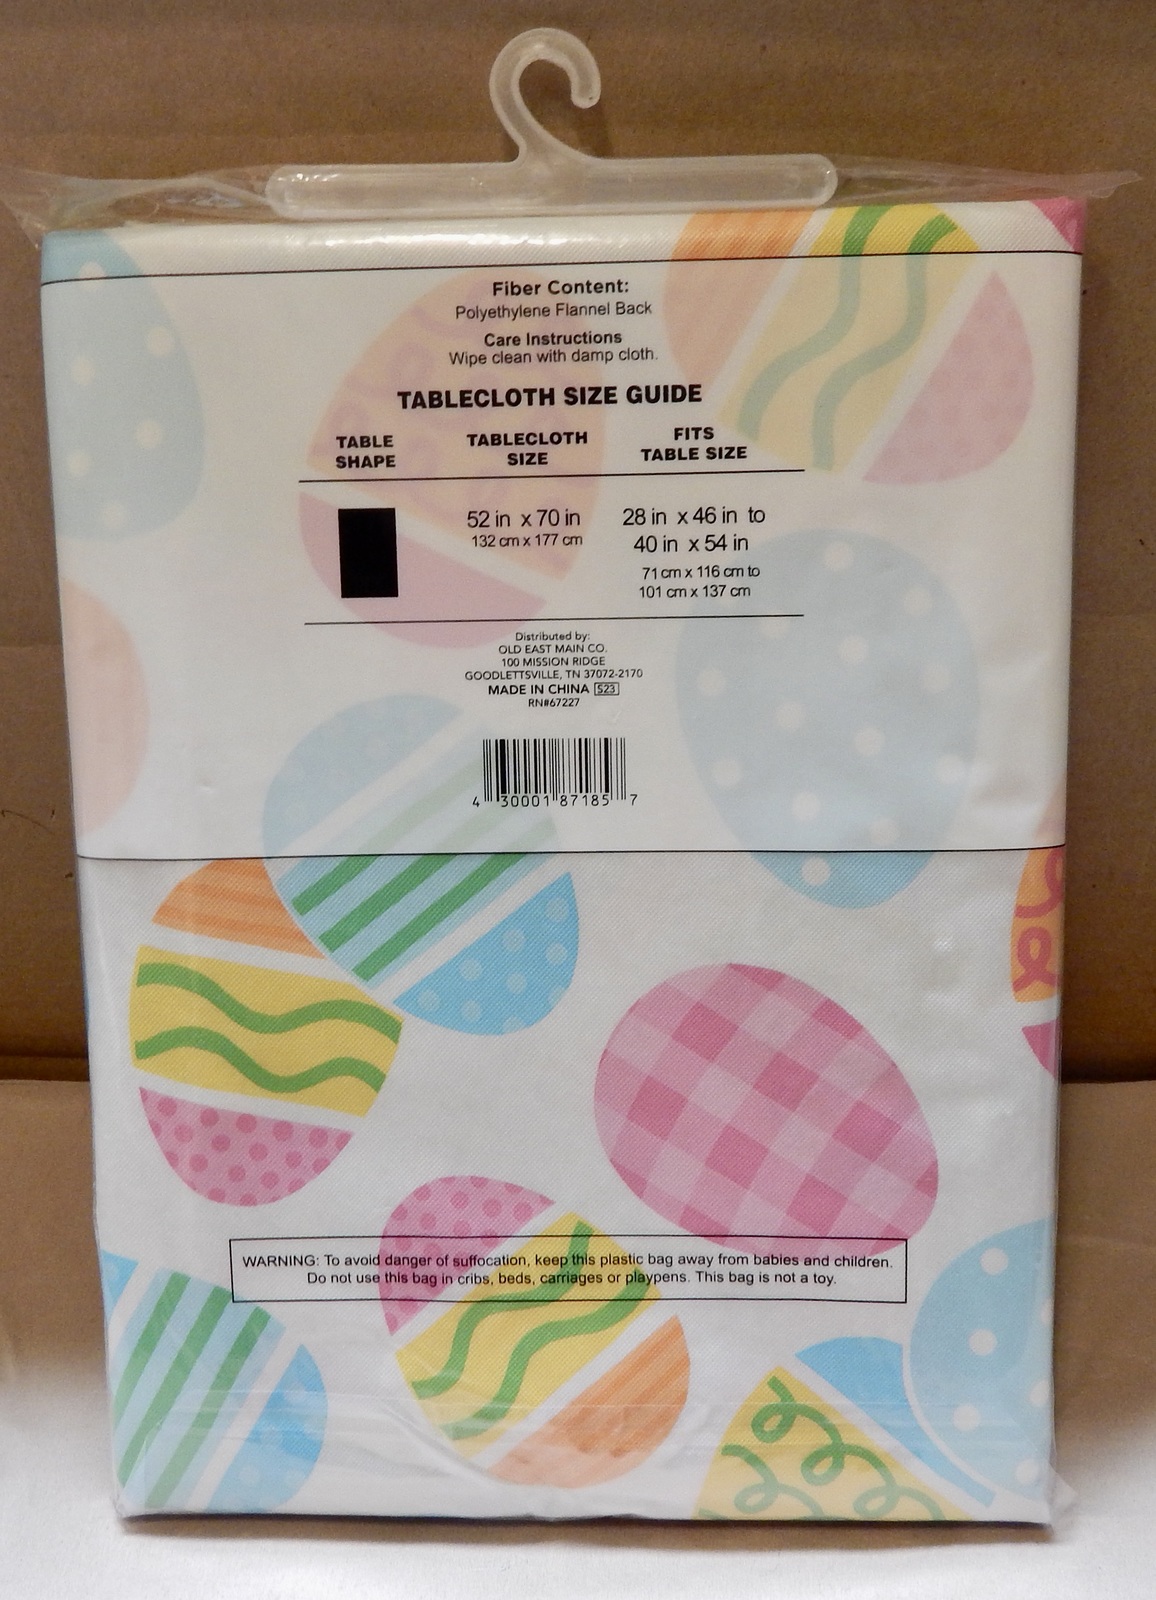 Fiber Content:
Polyethylene Flannel Back
Care Instructions
Wipe clean with damp cloth.
TABLECLOTH SIZE GUIDE
TABLE SHAPE
TABLECLOTH SIZE
FITS TABLE SIZE
52 in x 70 in
132 cm x 177 cm
28 in x 46 in to
40 in x 54 in
71 cm x 116 cm to
101 cm x 137 cm
Distributed by:
OLD EAST MAIN CO.
100 MISSION RIDGE
GOODLETTSVILLE, TN 37072-2170
MADE IN CHINA S23
RN#67227
4 30001 87185 7
WARNING: To avoid danger of suffocation, keep this plastic bag away from babies and children.
Do not use this bag in cribs, beds, carriages or playpens. This bag is not a toy.